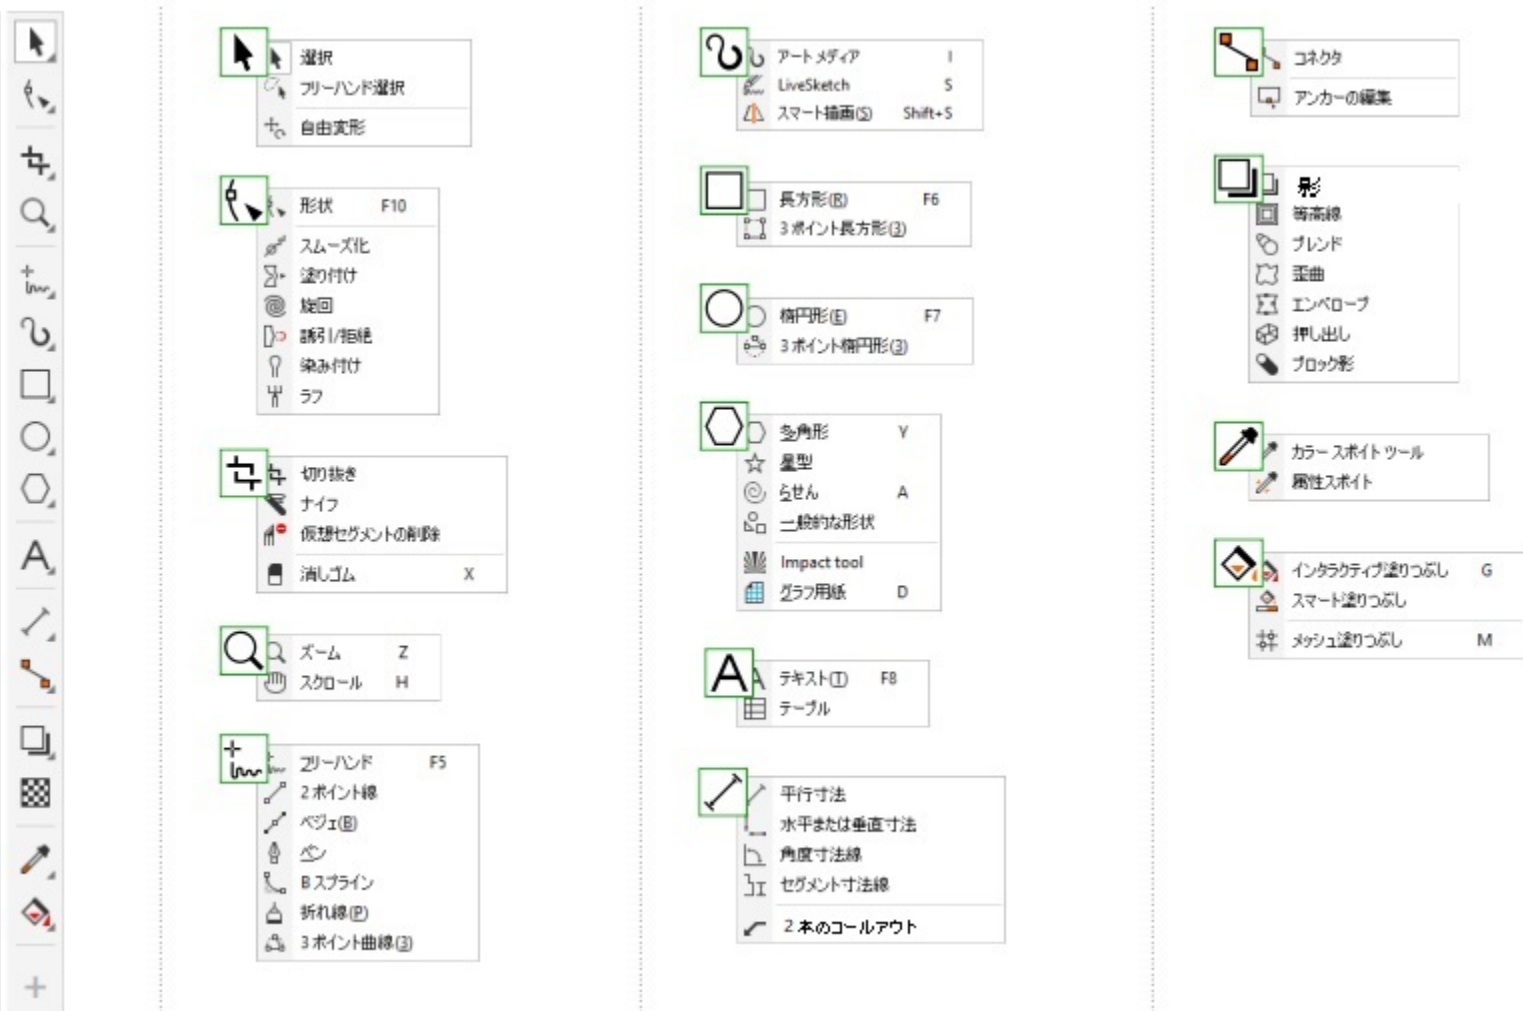 選択
フリーハンド選択
自由変形
形状 F10
スムーズ化
塗り付け
旋回
誘引/拒絶
染み付け
ラフ
切り抜き
ナイフ
仮想セグメントの削除
消しゴム X
ズーム Z
スクロール H
フリーハンド F5
2 ポイント線
ベジェ(B)
ペン
B スプライン
折れ線(P)
3 ポイント曲線(3)
アート メディア I
LiveSketch S
スマート描画(S) Shift+S
長方形(R) F6
3 ポイント長方形(3)
楕円形(E) F7
3 ポイント楕円形(3)
多角形 Y
星型
らせん A
一般的な形状
Impact tool
グラフ用紙 D
テキスト(T) F8
テーブル
平行寸法
水平または垂直寸法
角度寸法線
セグメント寸法線
2 本のコールアウト
コネクタ
アンカーの編集
影
等高線
ブレンド
歪曲
エンベロープ
押し出し
ブロック影
カラー スポイト ツール
属性スポイト
インタラクティブ塗りつぶし G
スマート塗りつぶし
メッシュ塗りつぶし M